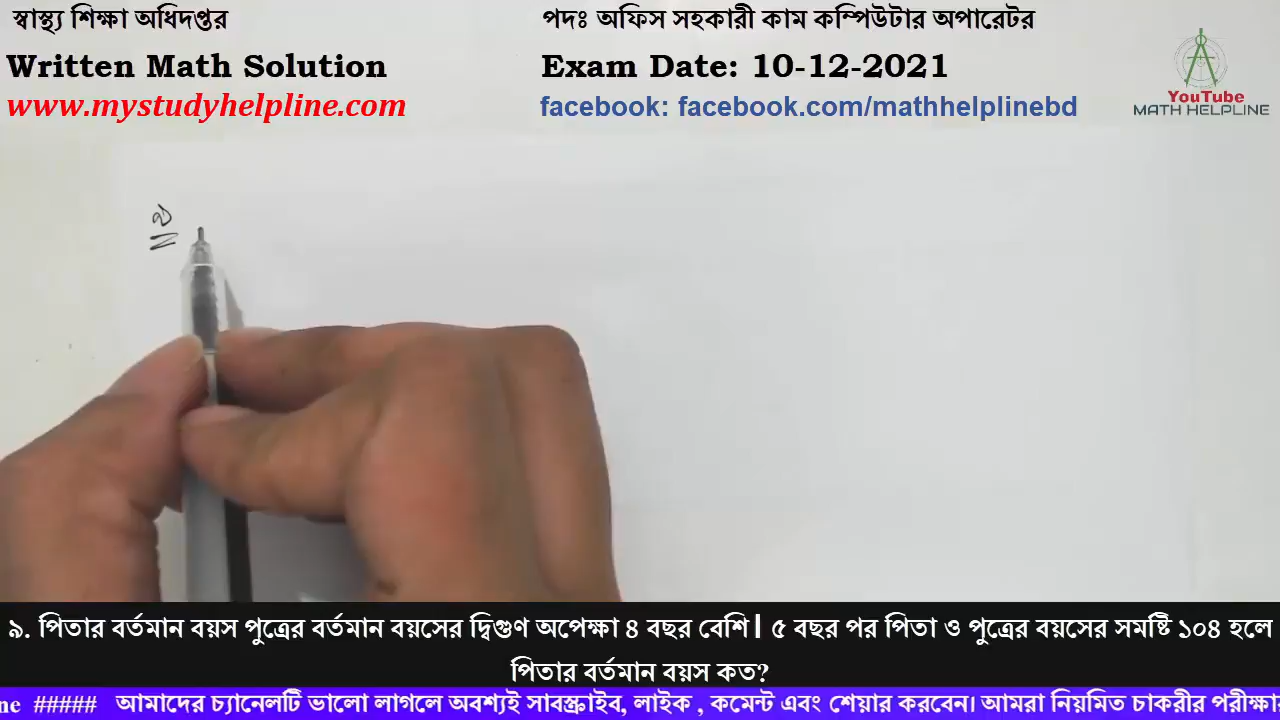 স্বাস্থ্য শিক্ষা অধিদপ্তর
পদঃ অফিস সহকারী কাম কম্পিউটার অপারেটর
Written Math Solution
Exam Date: 10-12-2021
www.mystudyhelpline.com
facebook: facebook.com/mathhelplinebd
YouTube
MATH HELPLINE
৯
৯. পিতার বর্তমান বয়স পুত্রের বর্তমান বয়সের দ্বিগুণ অপেক্ষা ৪ বছর বেশি। ৫ বছর পর পিতা ও পুত্রের বয়সের সমষ্টি ১০৪ হলে
পিতার বর্তমান বয়স কত?
ne ##### আমাদের চ্যানেলটি ভালো লাগলে অবশ্যই সাবস্ক্রাইব, লাইক , কমেন্ট এবং শেয়ার করবেন। আমরা নিয়মিত চাকরীর পরীক্ষার